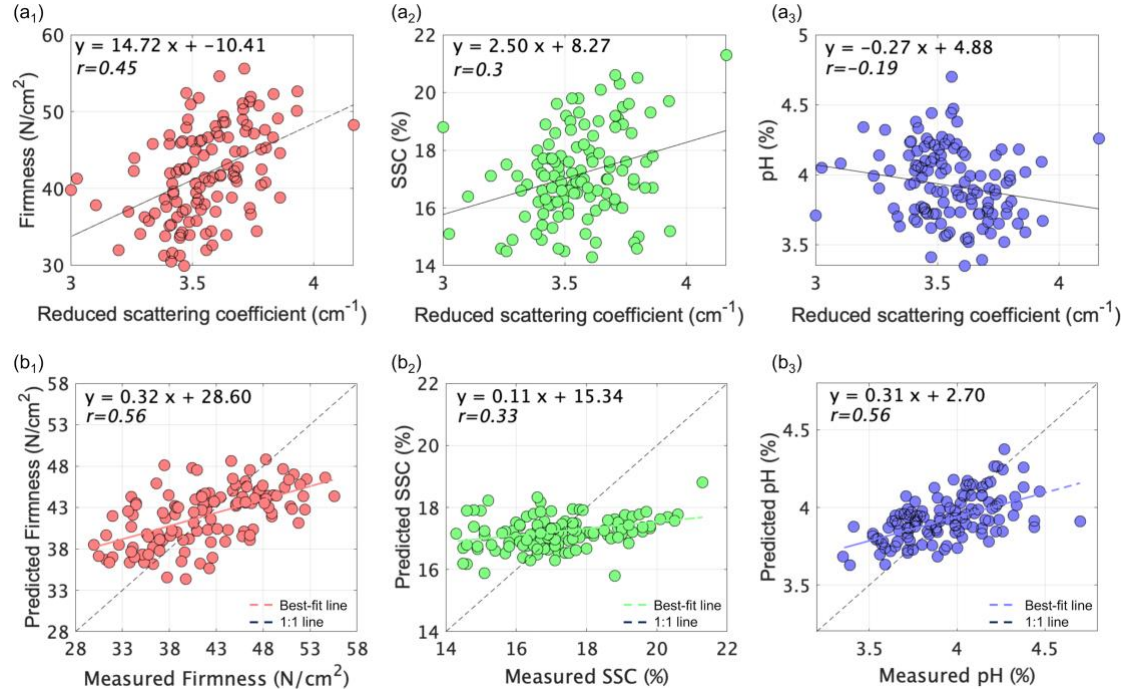 (a₁)
y = 14.72 x + −10.41
r=0.45
Firmness (N/cm²)
60
50
40
30
3.5
4
Reduced scattering coefficient (cm⁻¹)
(a₂)
y = 2.50 x + 8.27
r=0.3
SSC (%)
22
20
18
16
14
3
3.5
4
Reduced scattering coefficient (cm⁻¹)
(a₃)
y = −0.27 x + 4.88
r=−0.19
pH (%)
5
4.5
4
3.5
3
3.5
4
Reduced scattering coefficient (cm⁻¹)
(b₁)
y = 0.32 x + 28.60
r=0.56
Predicted Firmness (N/cm²)
58
53
48
43
38
33
28
Best-fit line
1:1 line
28 33 38 43 48 53 58
Measured Firmness (N/cm²)
(b₂)
y = 0.11 x + 15.34
r=0.33
Predicted SSC (%)
22
20
18
16
14
Best-fit line
1:1 line
14 16 18 20 22
Measured SSC (%)
(b₃)
y = 0.31 x + 2.70
r=0.56
Predicted pH (%)
4.5
4
3.5
Best-fit line
1:1 line
3.5 4 4.5
Measured pH (%)